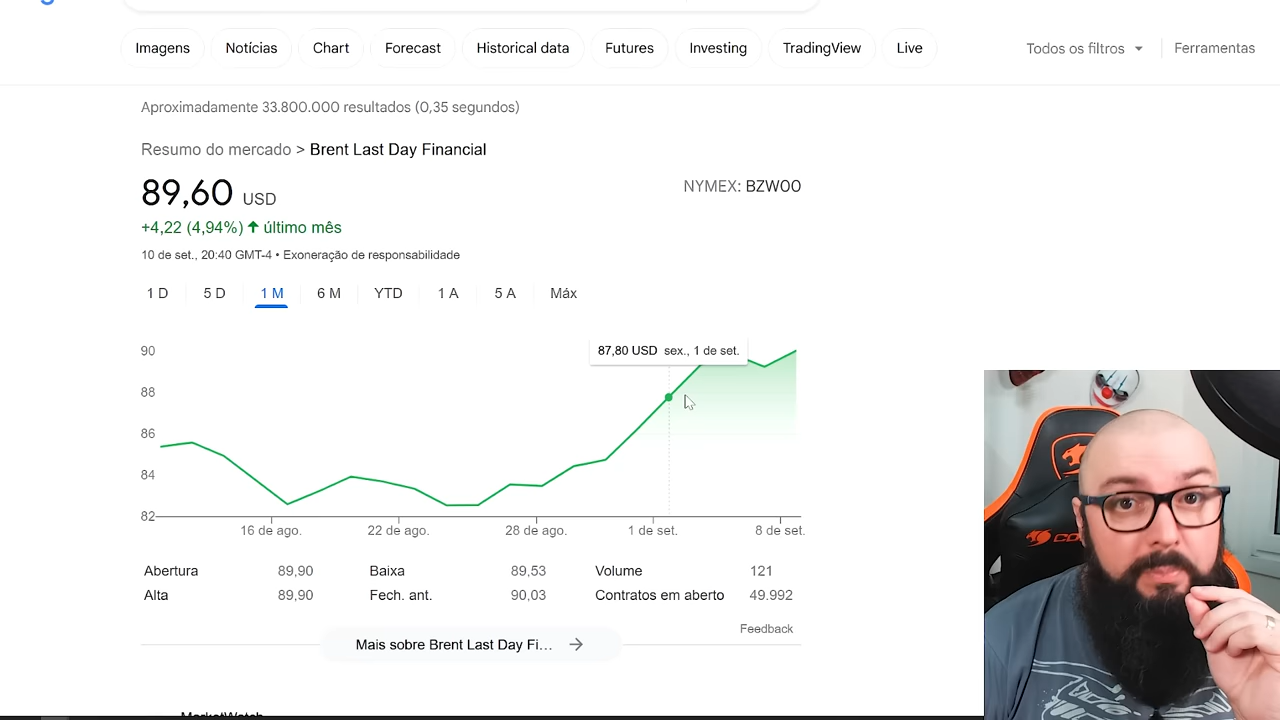 Imagens Notícias Chart Forecast Historical data Futures Investing TradingView Live Todos os filtros Ferramentas
Aproximadamente 33.800.000 resultados (0,35 segundos)
Resumo do mercado > Brent Last Day Financial
89,60 USD
NYMEX: BZW00
+4,22 (4,94%) ↑ último mês
10 de set., 20:40 GMT-4 • Exoneração de responsabilidade
1 D 5 D 1 M 6 M YTD 1 A 5 A Máx
87,80 USD sex., 1 de set.
90
88
86
84
82
16 de ago. 22 de ago. 28 de ago. 1 de set. 8 de set.
Abertura 89,90 Baixa 89,53 Volume 121
Alta 89,90 Fech. ant. 90,03 Contratos em aberto 49.992
Feedback
Mais sobre Brent Last Day Fi... →
MarketWatch